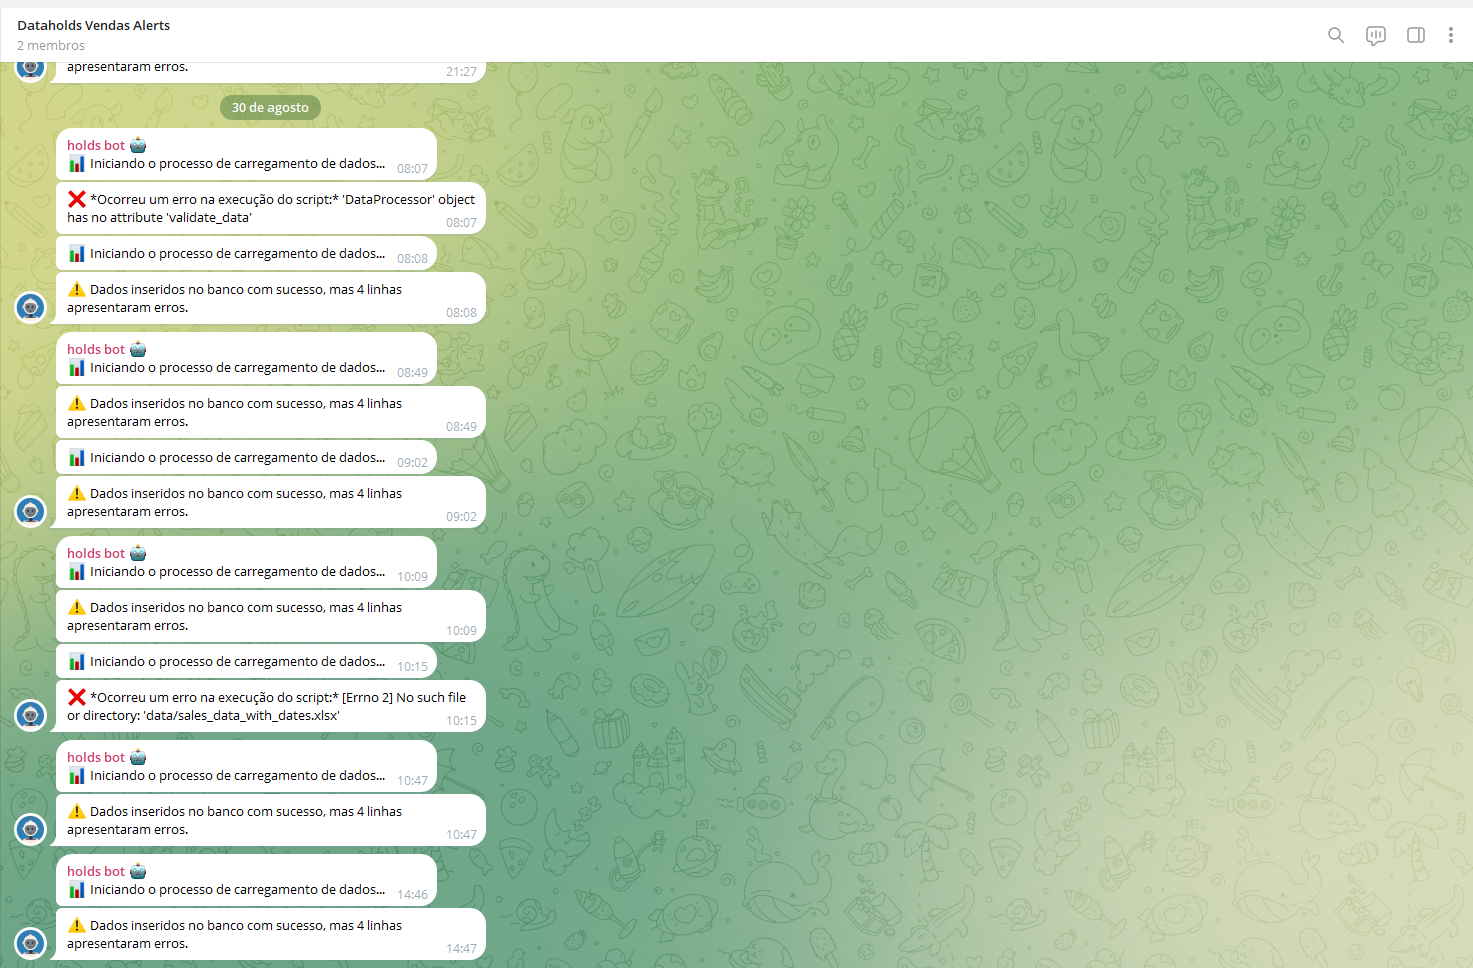 Dataholds Vendas Alerts
2 membros
apresentaram erros.
21:27
30 de agosto
holds bot 🤖
📊 Iniciando o processo de carregamento de dados... 08:07
❌ *Ocorreu um erro na execução do script:* 'DataProcessor' object
has no attribute 'validate_data'
08:07
📊 Iniciando o processo de carregamento de dados... 08:08
⚠️ Dados inseridos no banco com sucesso, mas 4 linhas
apresentaram erros.
08:08
holds bot 🤖
📊 Iniciando o processo de carregamento de dados... 08:49
⚠️ Dados inseridos no banco com sucesso, mas 4 linhas
apresentaram erros.
08:49
📊 Iniciando o processo de carregamento de dados... 09:02
⚠️ Dados inseridos no banco com sucesso, mas 4 linhas
apresentaram erros.
09:02
holds bot 🤖
📊 Iniciando o processo de carregamento de dados... 10:09
⚠️ Dados inseridos no banco com sucesso, mas 4 linhas
apresentaram erros.
10:09
📊 Iniciando o processo de carregamento de dados... 10:15
❌ *Ocorreu um erro na execução do script:* [Errno 2] No such file
or directory: 'data/sales_data_with_dates.xlsx'
10:15
holds bot 🤖
📊 Iniciando o processo de carregamento de dados... 10:47
⚠️ Dados inseridos no banco com sucesso, mas 4 linhas
apresentaram erros.
10:47
holds bot 🤖
📊 Iniciando o processo de carregamento de dados... 14:46
⚠️ Dados inseridos no banco com sucesso, mas 4 linhas
apresentaram erros.
14:47